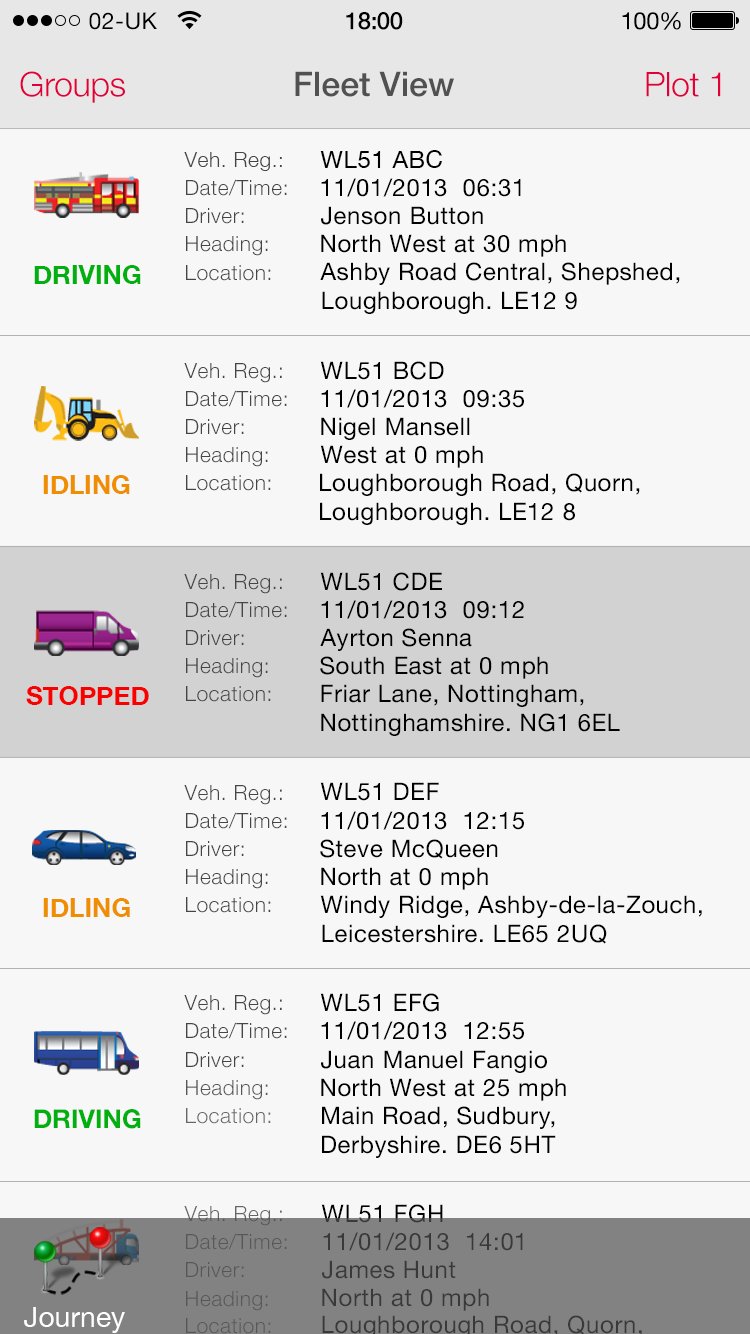 02-UK 18:00 100%
Groups Fleet View Plot 1
Veh. Reg.: WL51 ABC
Date/Time: 11/01/2013 06:31
Driver: Jenson Button
Heading: North West at 30 mph
DRIVING Location: Ashby Road Central, Shepshed,
Loughborough. LE12 9
Veh. Reg.: WL51 BCD
Date/Time: 11/01/2013 09:35
Driver: Nigel Mansell
Heading: West at 0 mph
IDLING Location: Loughborough Road, Quorn,
Loughborough. LE12 8
Veh. Reg.: WL51 CDE
Date/Time: 11/01/2013 09:12
Driver: Ayrton Senna
Heading: South East at 0 mph
STOPPED Location: Friar Lane, Nottingham,
Nottinghamshire. NG1 6EL
Veh. Reg.: WL51 DEF
Date/Time: 11/01/2013 12:15
Driver: Steve McQueen
Heading: North at 0 mph
IDLING Location: Windy Ridge, Ashby-de-la-Zouch,
Leicestershire. LE65 2UQ
Veh. Reg.: WL51 EFG
Date/Time: 11/01/2013 12:55
Driver: Juan Manuel Fangio
Heading: North West at 25 mph
DRIVING Location: Main Road, Sudbury,
Derbyshire. DE6 5HT
Veh. Reg.: WL51 FGH
Date/Time: 11/01/2013 14:01
Driver: James Hunt
Heading: North at 0 mph
Journey Location: Loughborough Road, Quorn,